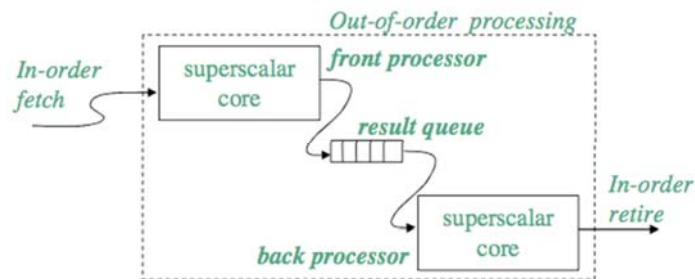 Out-of-order processing
In-order
fetch
superscalar
core
front processor
result queue
In-order
retire
superscalar
core
back processor